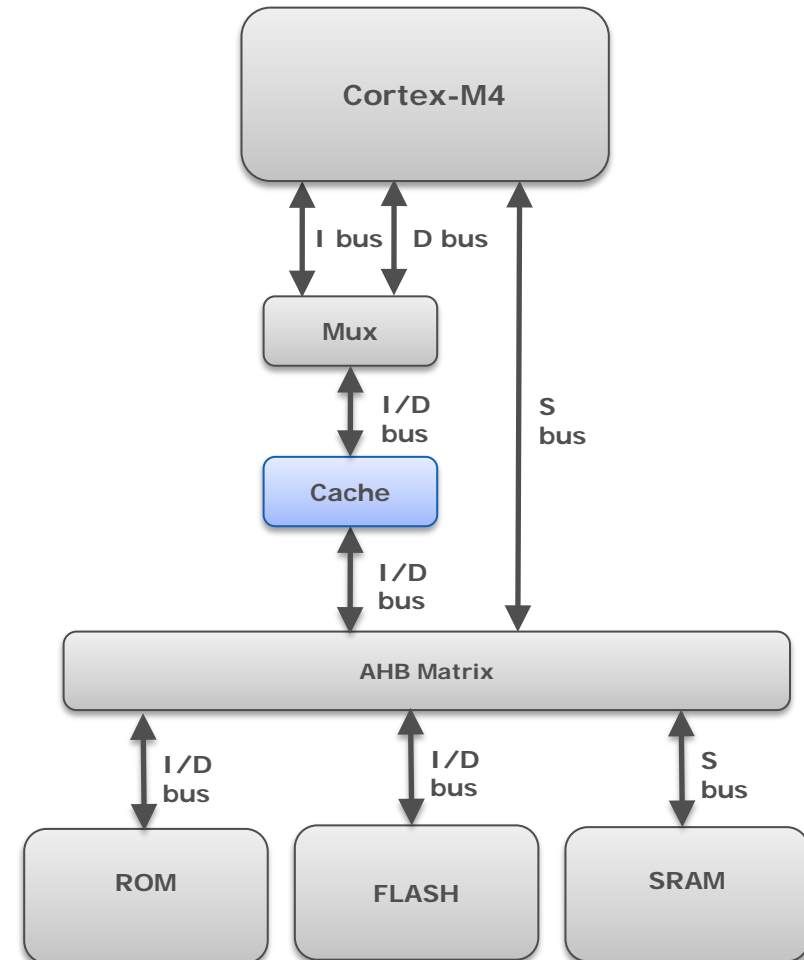 Cortex-M4
I bus
D bus
Mux
I/D
bus
S
bus
Cache
I/D
bus
AHB Matrix
I/D
bus
I/D
bus
S
bus
ROM
FLASH
SRAM